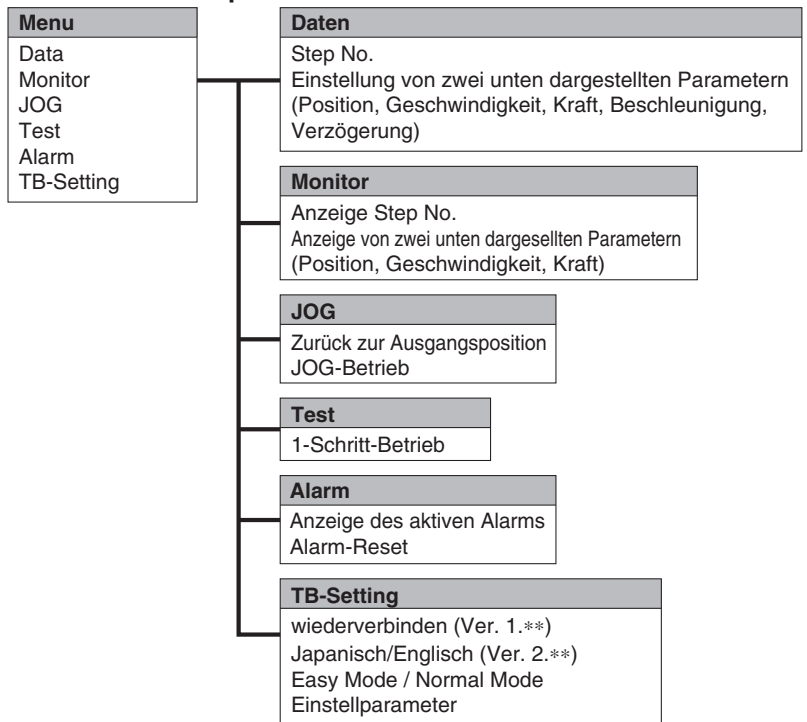 Menu
Data
Monitor
JOG
Test
Alarm
TB-Setting
Daten
Step No.
Einstellung von zwei unten dargestellten Parametern
(Position, Geschwindigkeit, Kraft, Beschleunigung,
Verzögerung)
Monitor
Anzeige Step No.
Anzeige von zwei unten dargesellten Parametern
(Position, Geschwindigkeit, Kraft)
JOG
Zurück zur Ausgangsposition
JOG-Betrieb
Test
1-Schritt-Betrieb
Alarm
Anzeige des aktiven Alarms
Alarm-Reset
TB-Setting
wiederverbinden (Ver. 1.**)
Japanisch/Englisch (Ver. 2.**)
Easy Mode / Normal Mode
Einstellparameter